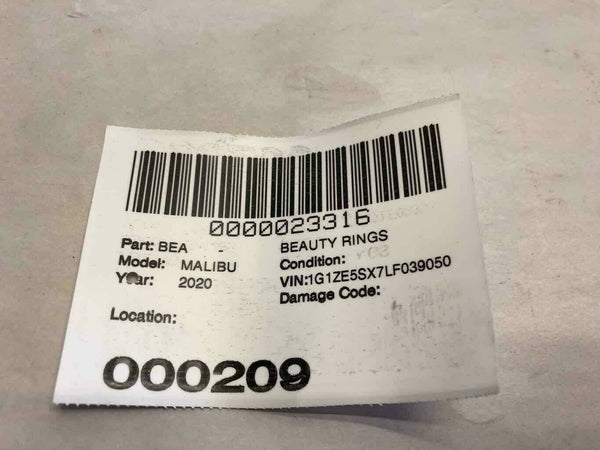 0000023316
Part: BEA - BEAUTY RINGS
Model: MALIBU Condition:
Year: 2020 VIN:1G1ZE5SX7LF039050
Damage Code:
Location:
000209